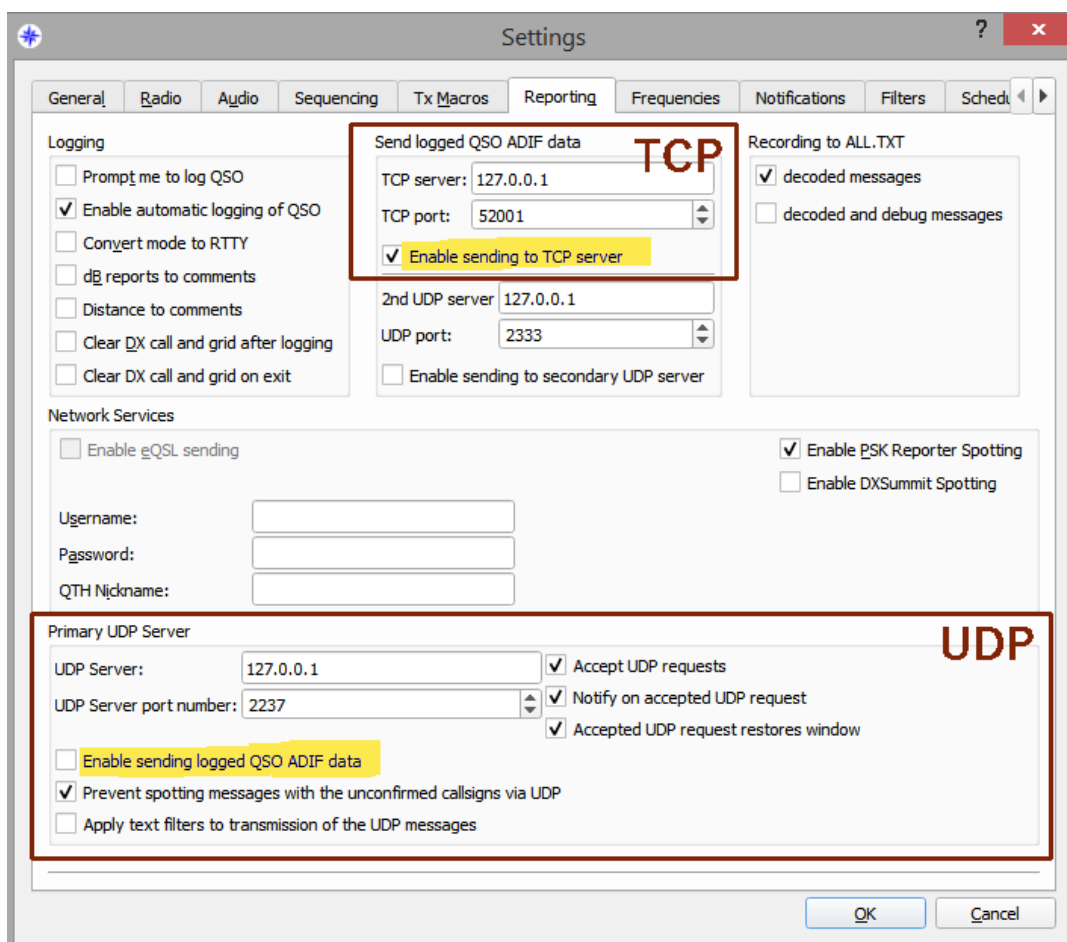 Settings
?
x
General
Radio
Audio
Sequencing
Tx Macros
Reporting
Frequencies
Notifications
Filters
Schedu
Logging
Prompt me to log QSO
Enable automatic logging of QSO
Convert mode to RTTY
dB reports to comments
Distance to comments
Clear DX call and grid after logging
Clear DX call and grid on exit
Send logged QSO ADIF data
TCP
TCP server: 127.0.0.1
TCP port: 52001
Enable sending to TCP server
2nd UDP server 127.0.0.1
UDP port: 2333
Enable sending to secondary UDP server
Recording to ALL.TXT
decoded messages
decoded and debug messages
Network Services
Enable eQSL sending
Enable PSK Reporter Spotting
Enable DXSummit Spotting
Username:
Password:
QTH Nickname:
Primary UDP Server
UDP
UDP Server: 127.0.0.1
UDP Server port number: 2237
Accept UDP requests
Notify on accepted UDP request
Accepted UDP request restores window
Enable sending logged QSO ADIF data
Prevent spotting messages with the unconfirmed callsigns via UDP
Apply text filters to transmission of the UDP messages
OK
Cancel